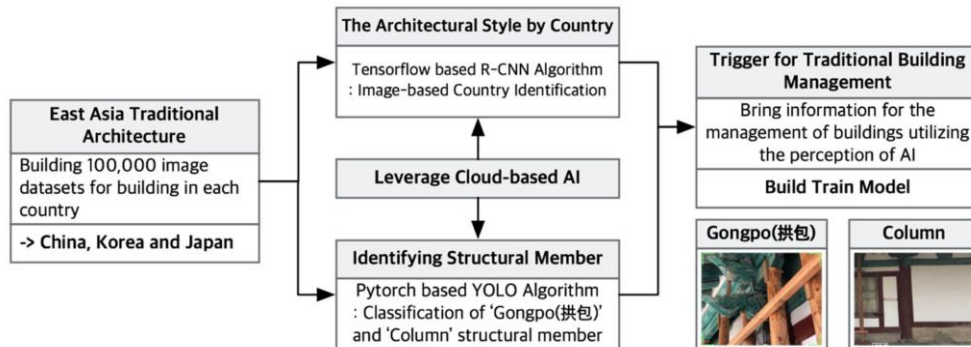 East Asia Traditional
Architecture
Building 100,000 image
datasets for building in each
country
-> China, Korea and Japan
The Architectural Style by Country
Tensorflow based R-CNN Algorithm
: Image-based Country Identification
Leverage Cloud-based AI
Identifying Structural Member
Pytorch based YOLO Algorithm
: Classification of ‘Gongpo(拱包)’
and ‘Column’ structural member
Trigger for Traditional Building
Management
Bring information for the
management of buildings utilizing
the perception of AI
Build Train Model
Gongpo(拱包)
Column